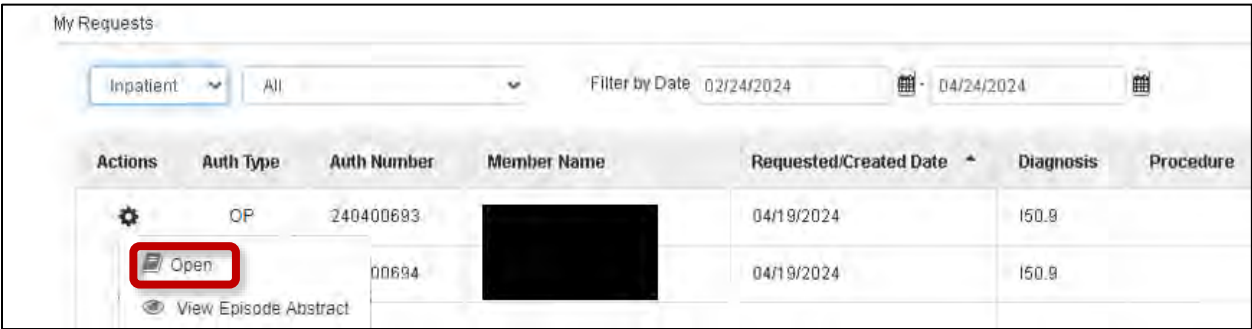 My Requests
Inpatient All Filter by Date 02/24/2024 - 04/24/2024
Actions Auth Type Auth Number Member Name Requested/Created Date Diagnosis Procedure
OP 240400693 04/19/2024 I50.9
Open 00694 04/19/2024 I50.9
View Episode Abstract